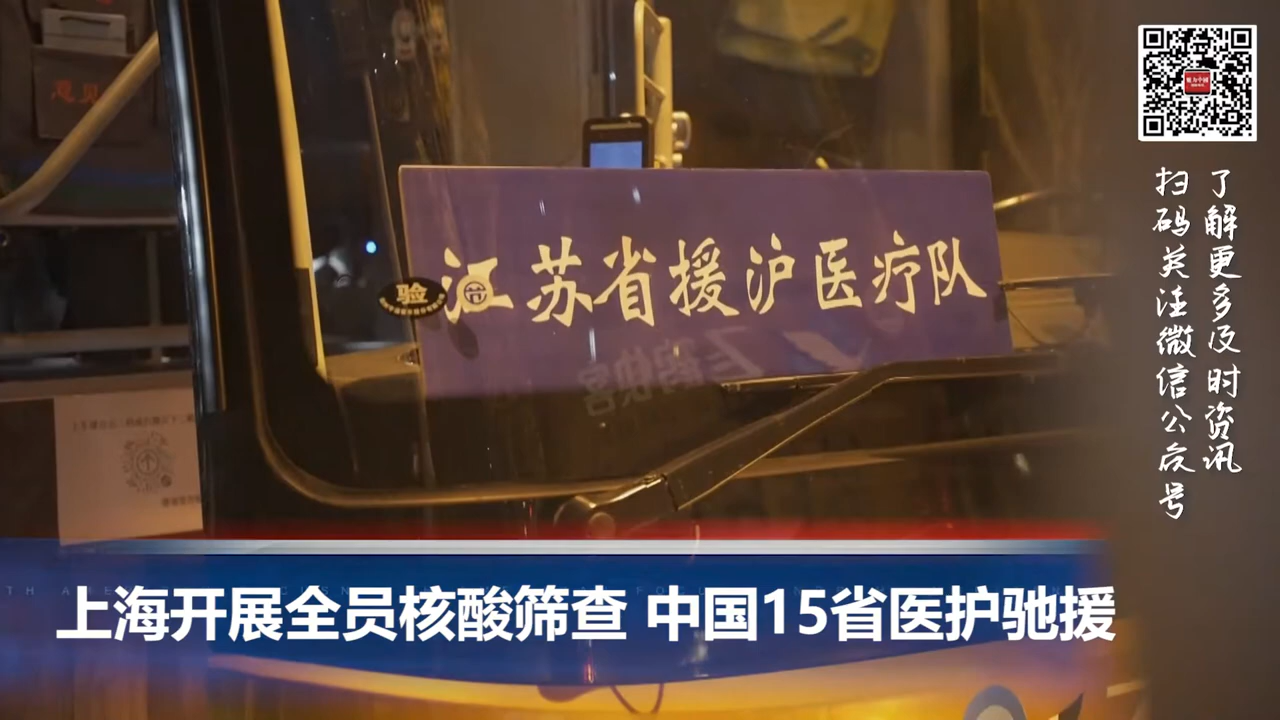 意见
验
江苏省援沪医疗队
了解更多及时资讯
扫码关注微信公众号
上海开展全员核酸筛查 中国15省医护驰援